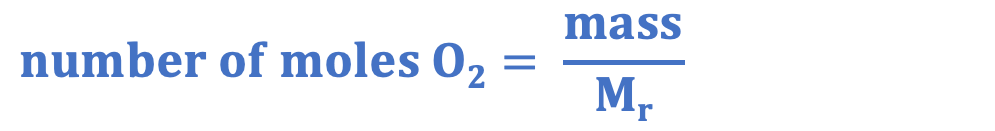 number of moles O₂ = mass
Mᵣ